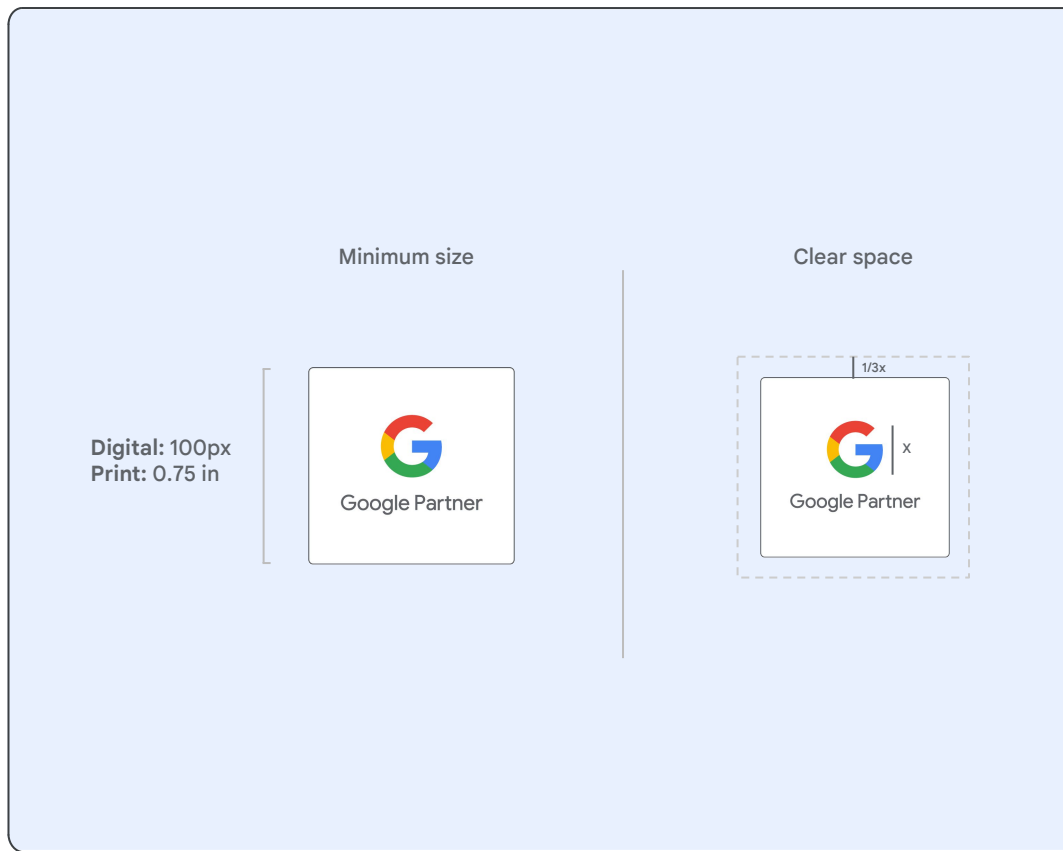 Minimum size
Digital: 100px
Print: 0.75 in
Google Partner
Clear space
1/3x
x
Google Partner